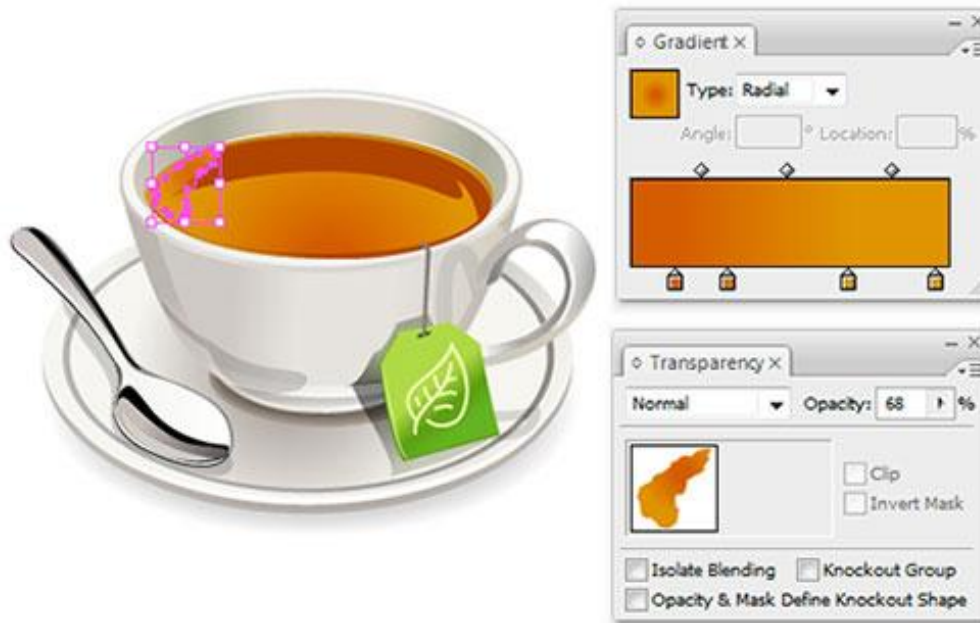 Gradient
Type: Radial
Angle: ° Location: %
Transparency
Normal Opacity: 68 %
Clip
Invert Mask
Isolate Blending Knockout Group
Opacity & Mask Define Knockout Shape